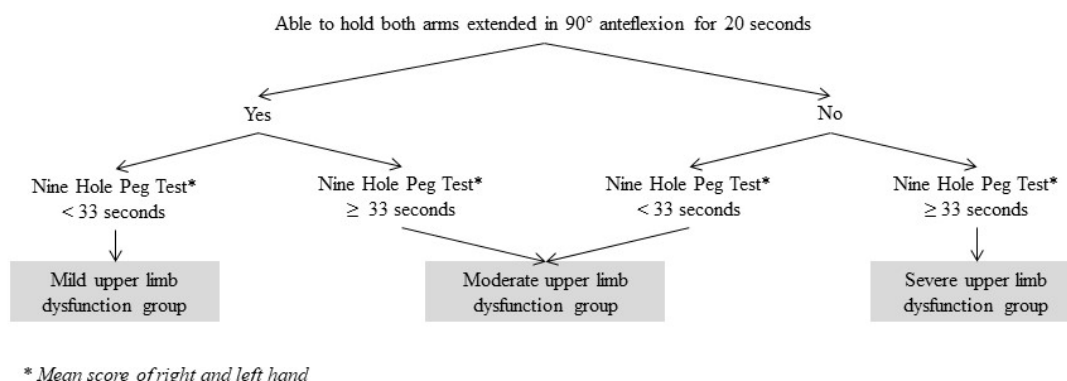 Able to hold both arms extended in 90° anteflexion for 20 seconds
Yes
No
Nine Hole Peg Test*
< 33 seconds
Nine Hole Peg Test*
≥ 33 seconds
Nine Hole Peg Test*
< 33 seconds
Nine Hole Peg Test*
≥ 33 seconds
Mild upper limb
dysfunction group
Moderate upper limb
dysfunction group
Severe upper limb
dysfunction group
* Mean score of right and left hand